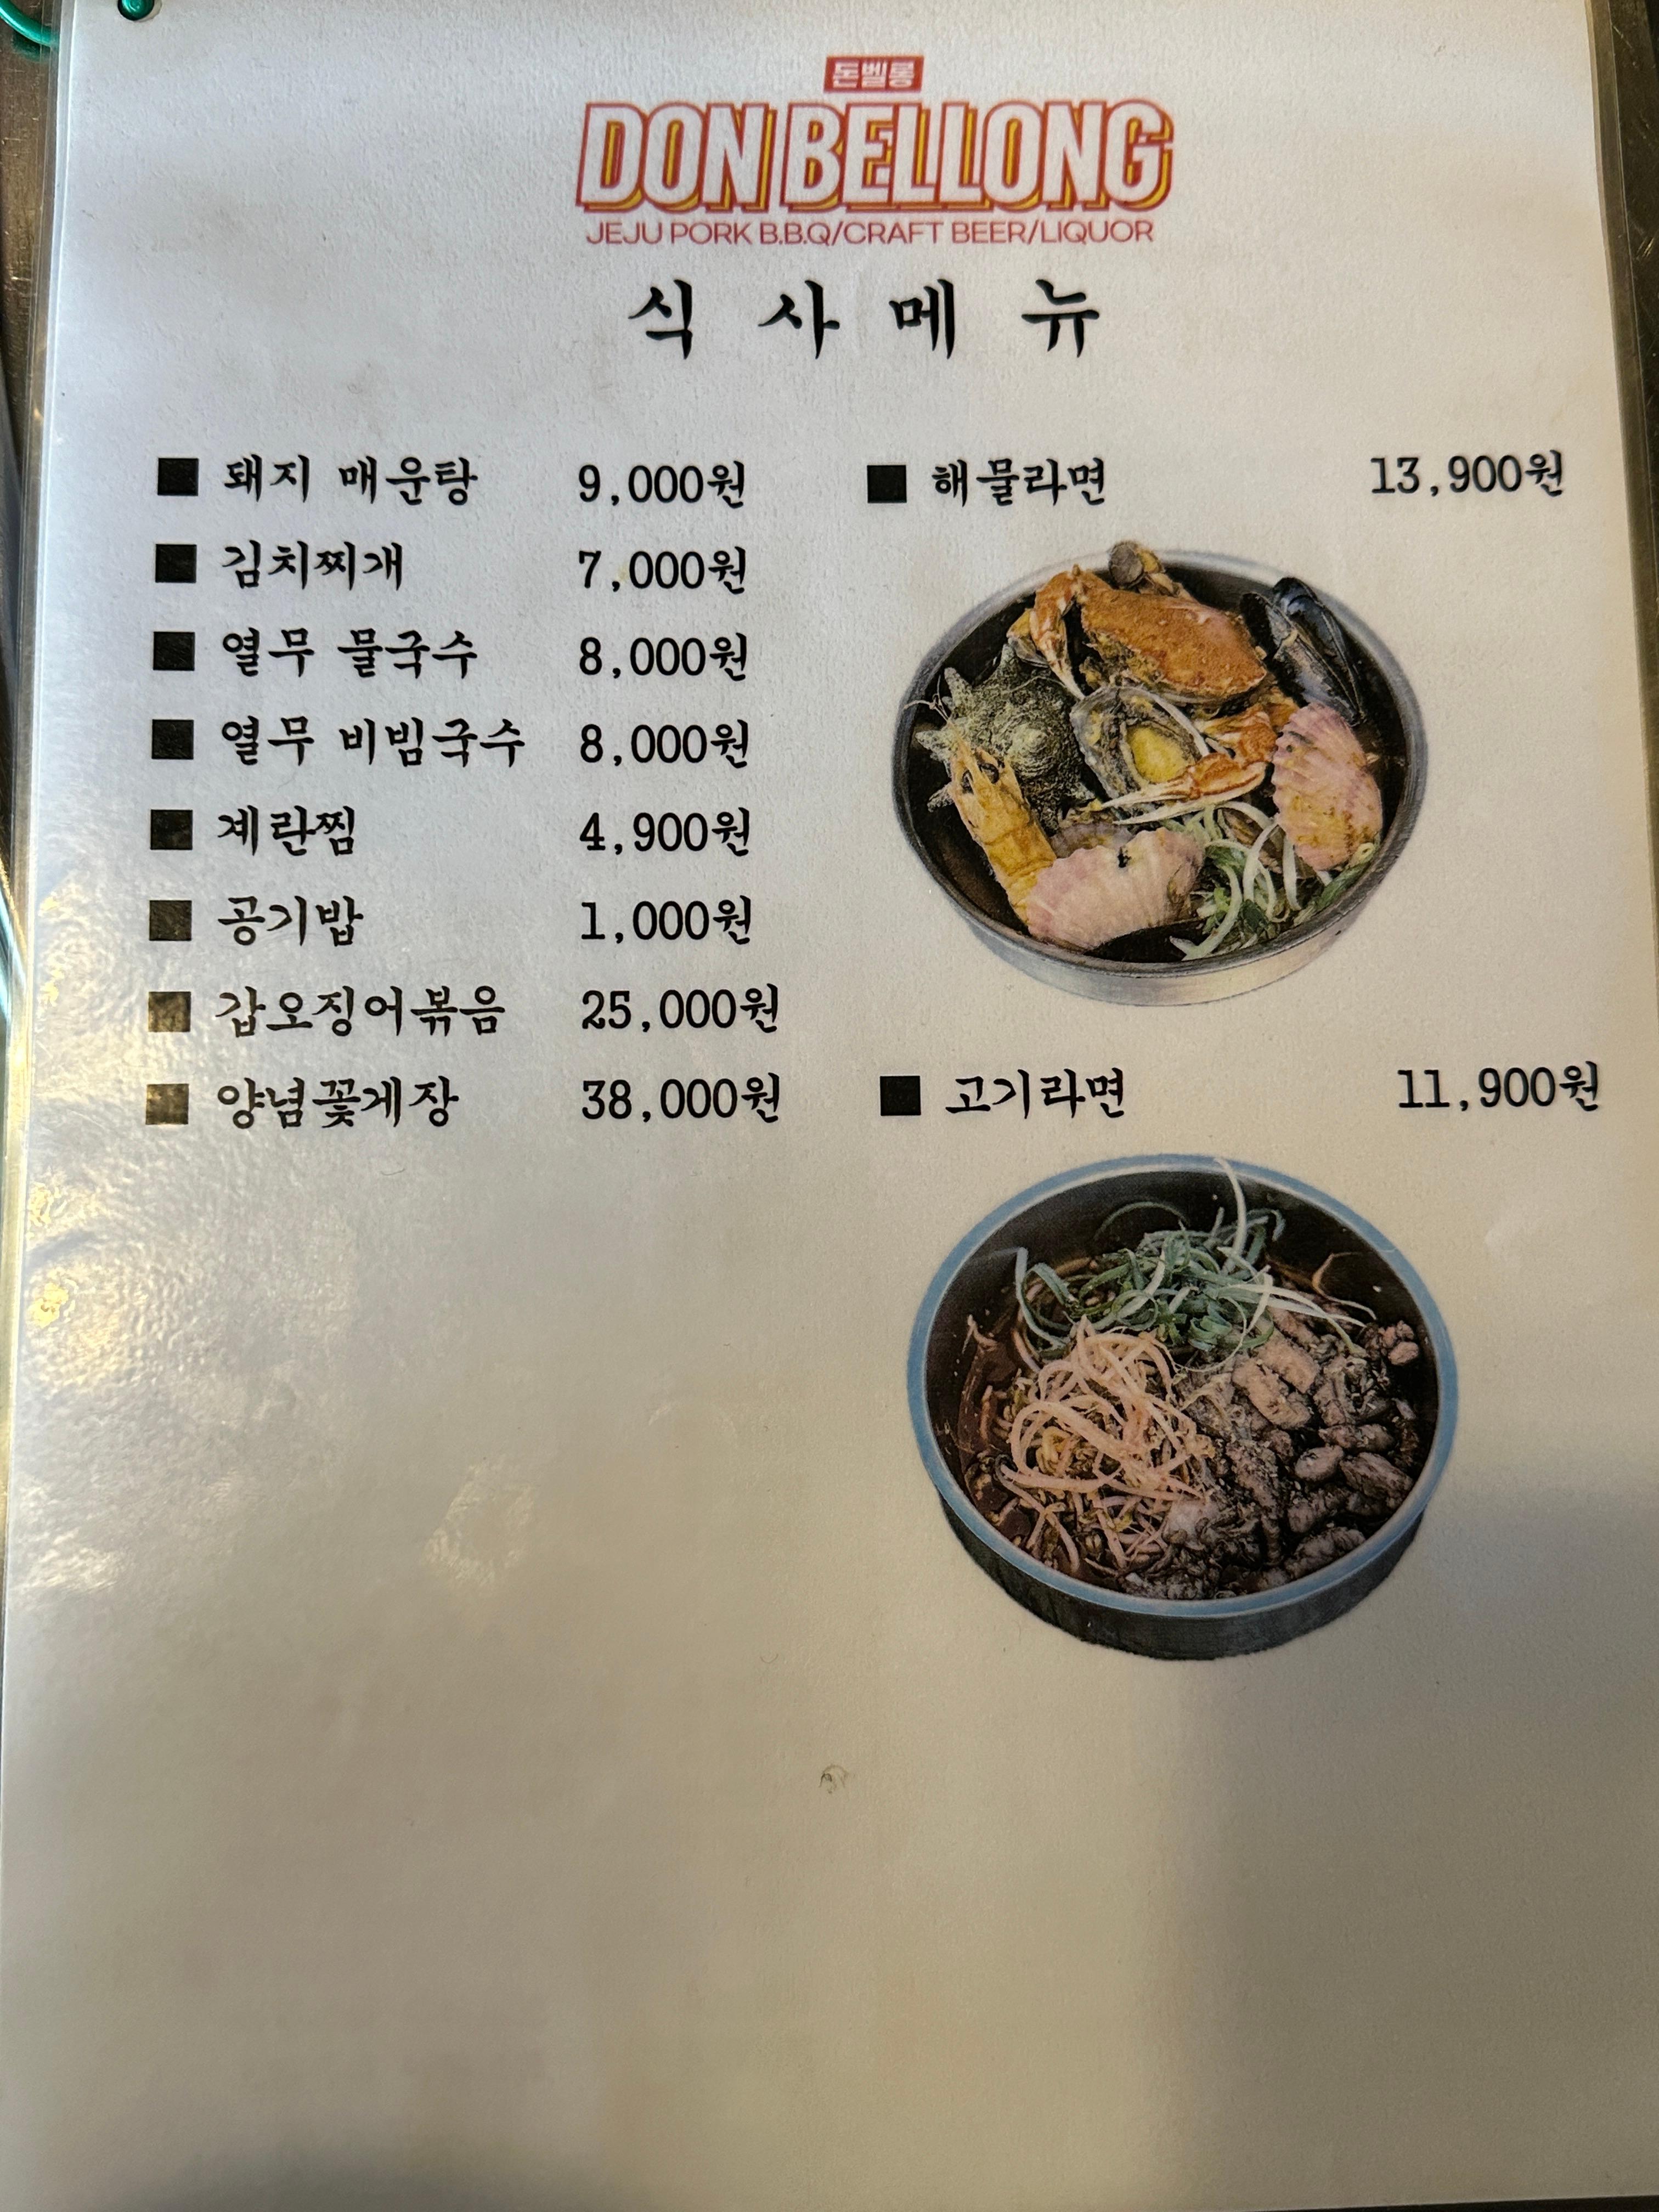 돈벨롱
DON BELLONG
JEJU PORK B.B.Q/CRAFT BEER/LIQUOR
식 사 메 뉴
■ 돼지 매운탕 9,000원
■ 김치찌개 7,000원
■ 열무 물국수 8,000원
■ 열무 비빔국수 8,000원
■ 계란찜 4,900원
■ 공기밥 1,000원
■ 갑오징어볶음 25,000원
■ 양념꽃게장 38,000원
■ 해물라면 13,900원
■ 고기라면 11,900원